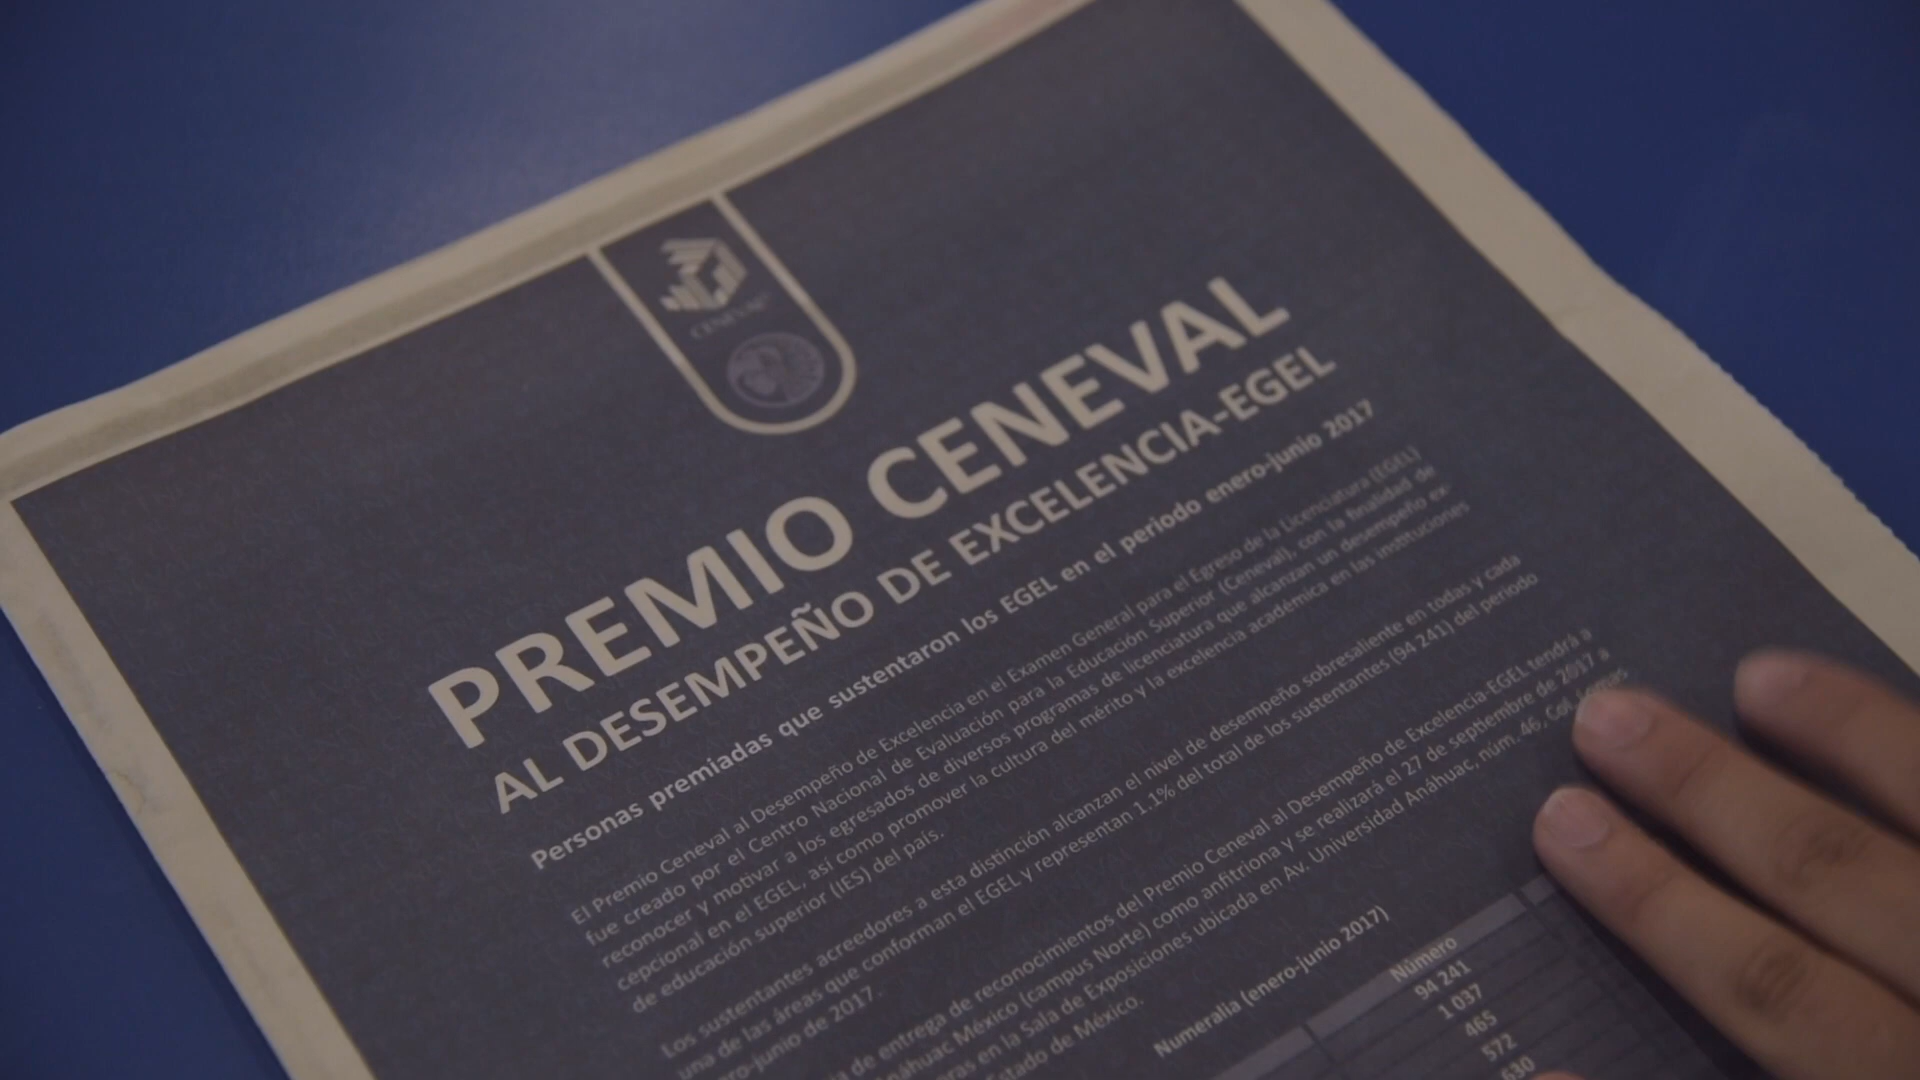 CENEVAL
PREMIO CENEVAL
AL DESEMPEÑO DE EXCELENCIA-EGEL
Personas premiadas que sustentaron los EGEL en el periodo enero-junio 2017
El Premio Ceneval al Desempeño de Excelencia en el Examen General para el Egreso de la Licenciatura (EGEL)
fue creado por el Centro Nacional de Evaluación para la Educación Superior (Ceneval), con la finalidad de
reconocer y motivar a los egresados de diversos programas de licenciatura que alcanzan un desempeño ex-
cepcional en el EGEL, así como promover la cultura del mérito y la excelencia académica en las instituciones
de educación superior (IES) del país.
Los sustentantes acreedores a esta distinción alcanzan el nivel de desempeño sobresaliente en todas y cada
una de las áreas que conforman el EGEL y representan 1.1% del total de los sustentantes (94 241) del periodo
ro-junio de 2017.
de entrega de reconocimientos del Premio Ceneval al Desempeño de Excelencia-EGEL tendrá a
náhuac México (campus Norte) como anfitriona y se realizará el 27 de septiembre de 2017 a
ras en la Sala de Exposiciones ubicada en Av. Universidad Anáhuac, núm. 46, Col.
Estado de México.
Numeralia (enero-junio 2017)
Número
94 241
1 037
465
572
630